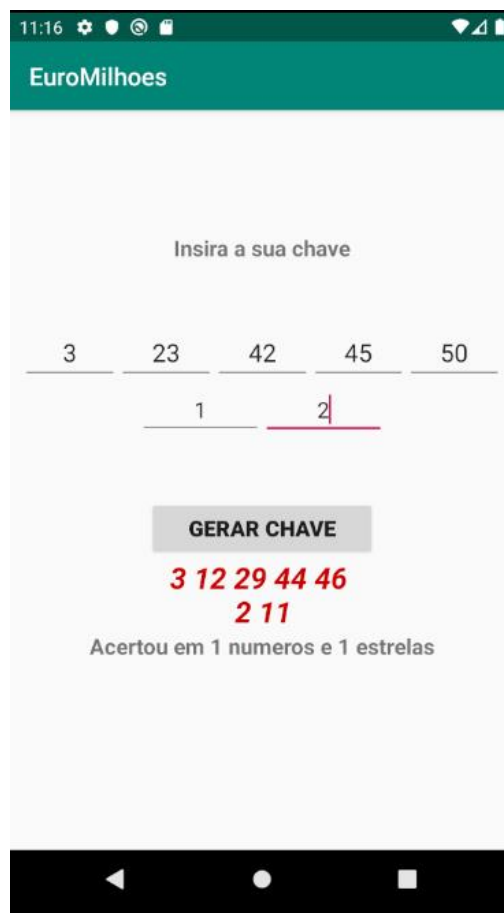 11:16
EuroMilhoes
Insira a sua chave
3 23 42 45 50
1 2
GERAR CHAVE
3 12 29 44 46
2 11
Acertou em 1 numeros e 1 estrelas